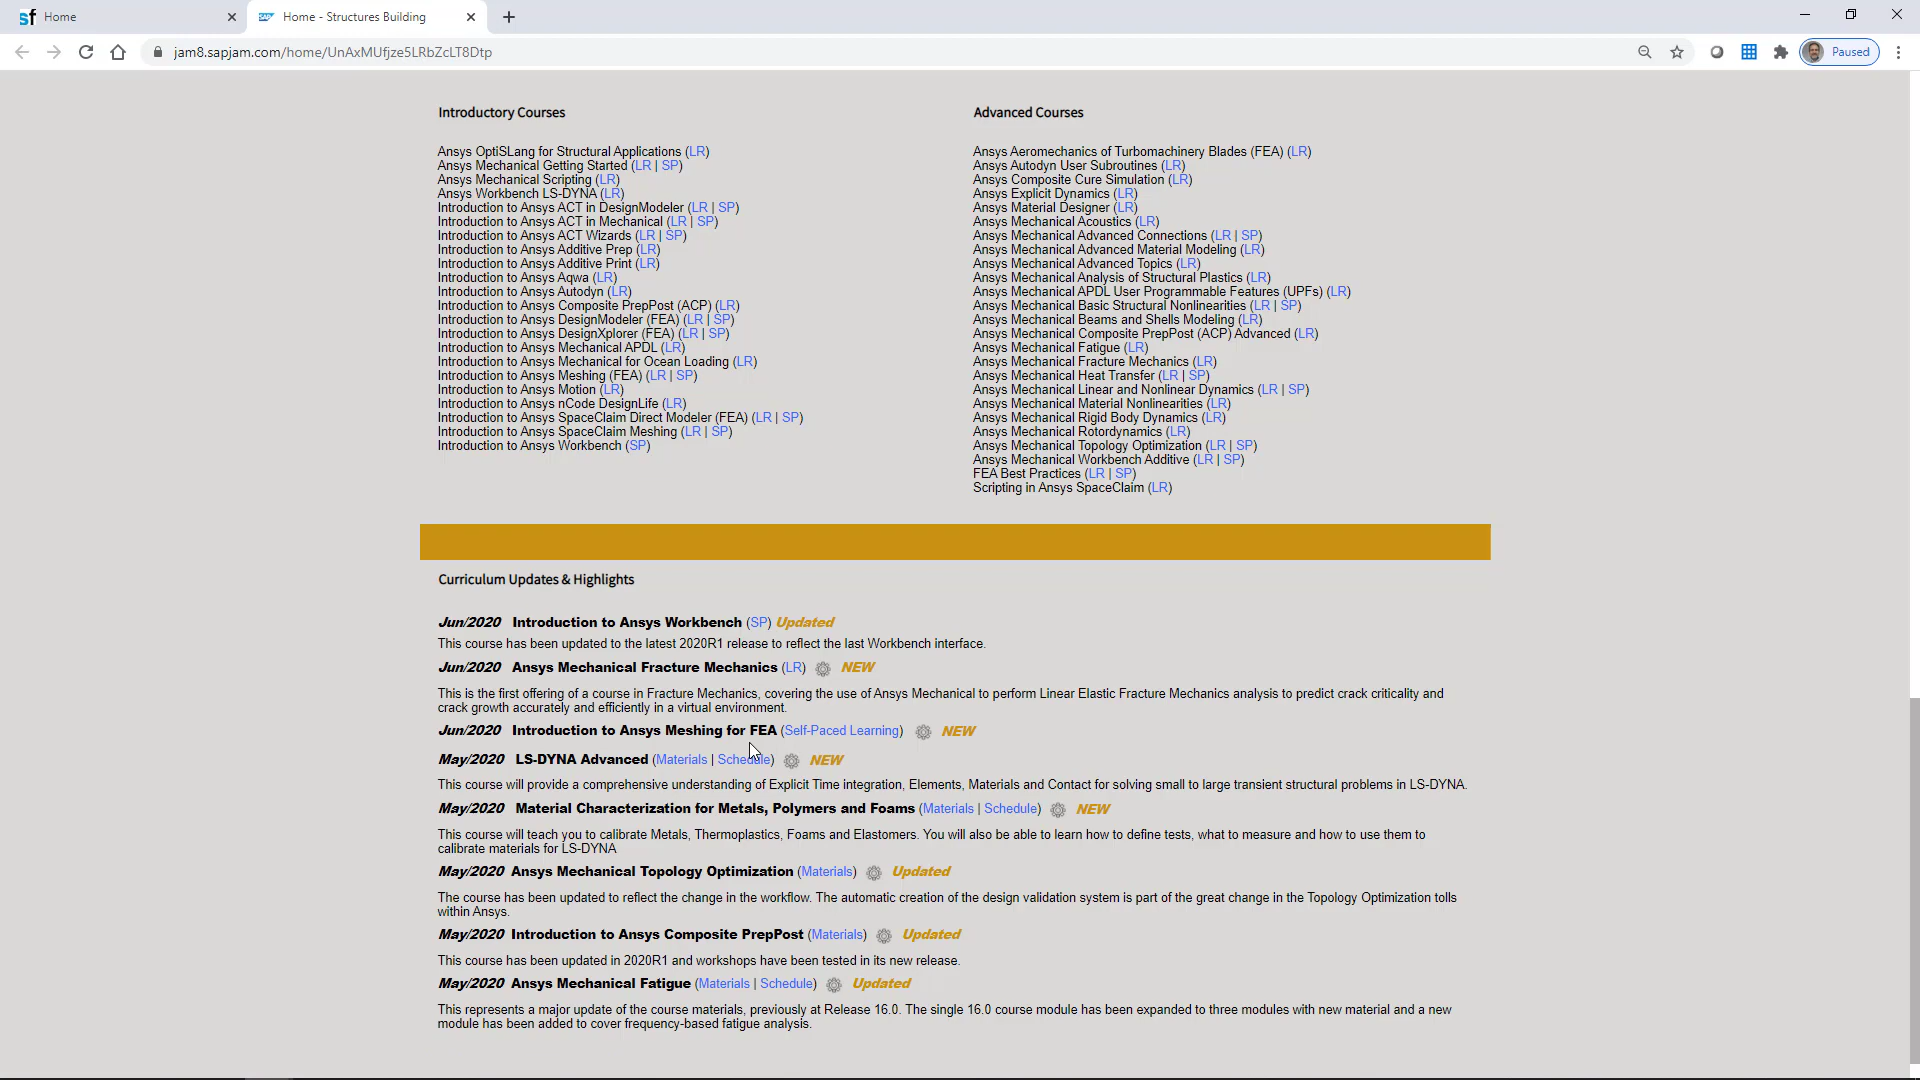 sf Home
SAP Home - Structures Building
jam8.sapjam.com/home/UnAxMUfjze5LRbZcLT8Dtp
Paused
Introductory Courses
Ansys OptiSLang for Structural Applications (LR)
Ansys Mechanical Getting Started (LR | SP)
Ansys Mechanical Scripting (LR)
Ansys Workbench LS-DYNA (LR)
Introduction to Ansys ACT in DesignModeler (LR | SP)
Introduction to Ansys ACT in Mechanical (LR | SP)
Introduction to Ansys ACT Wizards (LR | SP)
Introduction to Ansys Additive Prep (LR)
Introduction to Ansys Additive Print (LR)
Introduction to Ansys Aqwa (LR)
Introduction to Ansys Autodyn (LR)
Introduction to Ansys Composite PrepPost (ACP) (LR)
Introduction to Ansys DesignModeler (FEA) (LR | SP)
Introduction to Ansys DesignXplorer (FEA) (LR | SP)
Introduction to Ansys Mechanical APDL (LR)
Introduction to Ansys Mechanical for Ocean Loading (LR)
Introduction to Ansys Meshing (FEA) (LR | SP)
Introduction to Ansys Motion (LR)
Introduction to Ansys nCode DesignLife (LR)
Introduction to Ansys SpaceClaim Direct Modeler (FEA) (LR | SP)
Introduction to Ansys SpaceClaim Meshing (LR | SP)
Introduction to Ansys Workbench (SP)
Advanced Courses
Ansys Aeromechanics of Turbomachinery Blades (FEA) (LR)
Ansys Autodyn User Subroutines (LR)
Ansys Composite Cure Simulation (LR)
Ansys Explicit Dynamics (LR)
Ansys Material Designer (LR)
Ansys Mechanical Acoustics (LR)
Ansys Mechanical Advanced Connections (LR | SP)
Ansys Mechanical Advanced Material Modeling (LR)
Ansys Mechanical Advanced Topics (LR)
Ansys Mechanical Analysis of Structural Plastics (LR)
Ansys Mechanical APDL User Programmable Features (UPFs) (LR)
Ansys Mechanical Basic Structural Nonlinearities (LR | SP)
Ansys Mechanical Beams and Shells Modeling (LR)
Ansys Mechanical Composite PrepPost (ACP) Advanced (LR)
Ansys Mechanical Fatigue (LR)
Ansys Mechanical Fracture Mechanics (LR)
Ansys Mechanical Heat Transfer (LR | SP)
Ansys Mechanical Linear and Nonlinear Dynamics (LR | SP)
Ansys Mechanical Material Nonlinearities (LR)
Ansys Mechanical Rigid Body Dynamics (LR)
Ansys Mechanical Rotordynamics (LR)
Ansys Mechanical Topology Optimization (LR | SP)
Ansys Mechanical Workbench Additive (LR | SP)
FEA Best Practices (LR | SP)
Scripting in Ansys SpaceClaim (LR)
Curriculum Updates & Highlights
Jun/2020 Introduction to Ansys Workbench (SP) Updated
This course has been updated to the latest 2020R1 release to reflect the last Workbench interface.
Jun/2020 Ansys Mechanical Fracture Mechanics (LR) NEW
This is the first offering of a course in Fracture Mechanics, covering the use of Ansys Mechanical to perform Linear Elastic Fracture Mechanics analysis to predict crack criticality and
crack growth accurately and efficiently in a virtual environment.
Jun/2020 Introduction to Ansys Meshing for FEA (Self-Paced Learning) NEW
May/2020 LS-DYNA Advanced (Materials | Schedule) NEW
This course will provide a comprehensive understanding of Explicit Time integration, Elements, Materials and Contact for solving small to large transient structural problems in LS-DYNA.
May/2020 Material Characterization for Metals, Polymers and Foams (Materials | Schedule) NEW
This course will teach you to calibrate Metals, Thermoplastics, Foams and Elastomers. You will also be able to learn how to define tests, what to measure and how to use them to
calibrate materials for LS-DYNA
May/2020 Ansys Mechanical Topology Optimization (Materials) Updated
The course has been updated to reflect the change in the workflow. The automatic creation of the design validation system is part of the great change in the Topology Optimization tolls
within Ansys.
May/2020 Introduction to Ansys Composite PrepPost (Materials) Updated
This course has been updated in 2020R1 and workshops have been tested in its new release.
May/2020 Ansys Mechanical Fatigue (Materials | Schedule) Updated
This represents a major update of the course materials, previously at Release 16.0. The single 16.0 course module has been expanded to three modules with new material and a new
module has been added to cover frequency-based fatigue analysis.